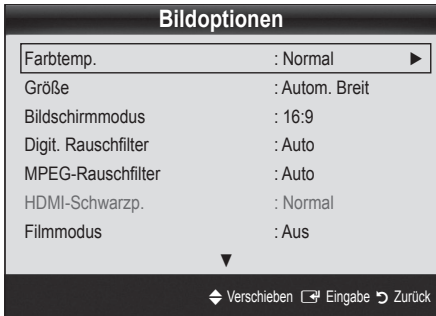 Bildoptionen
Farbtemp. : Normal ►
Größe : Autom. Breit
Bildschirmmodus : 16:9
Digit. Rauschfilter : Auto
MPEG-Rauschfilter : Auto
HDMI-Schwarzp. : Normal
Filmmodus : Aus
▼
Verschieben Eingabe Zurück